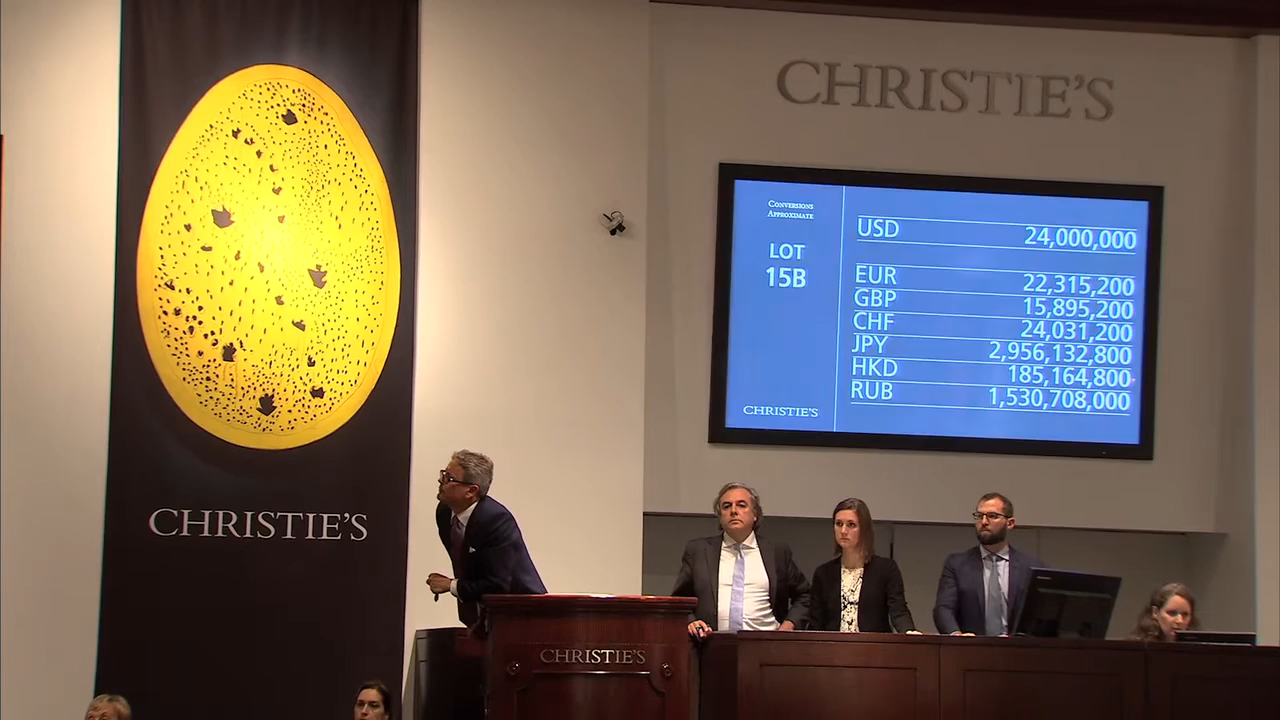 CHRISTIE'S
CONVERSIONS
APPROXIMATE
LOT
15B
USD 24,000,000
EUR 22,315,200
GBP 15,895,200
CHF 24,031,200
JPY 2,956,132,800
HKD 185,164,800
RUB 1,530,708,000
CHRISTIE'S
CHRISTIE'S
CHRISTIE'S